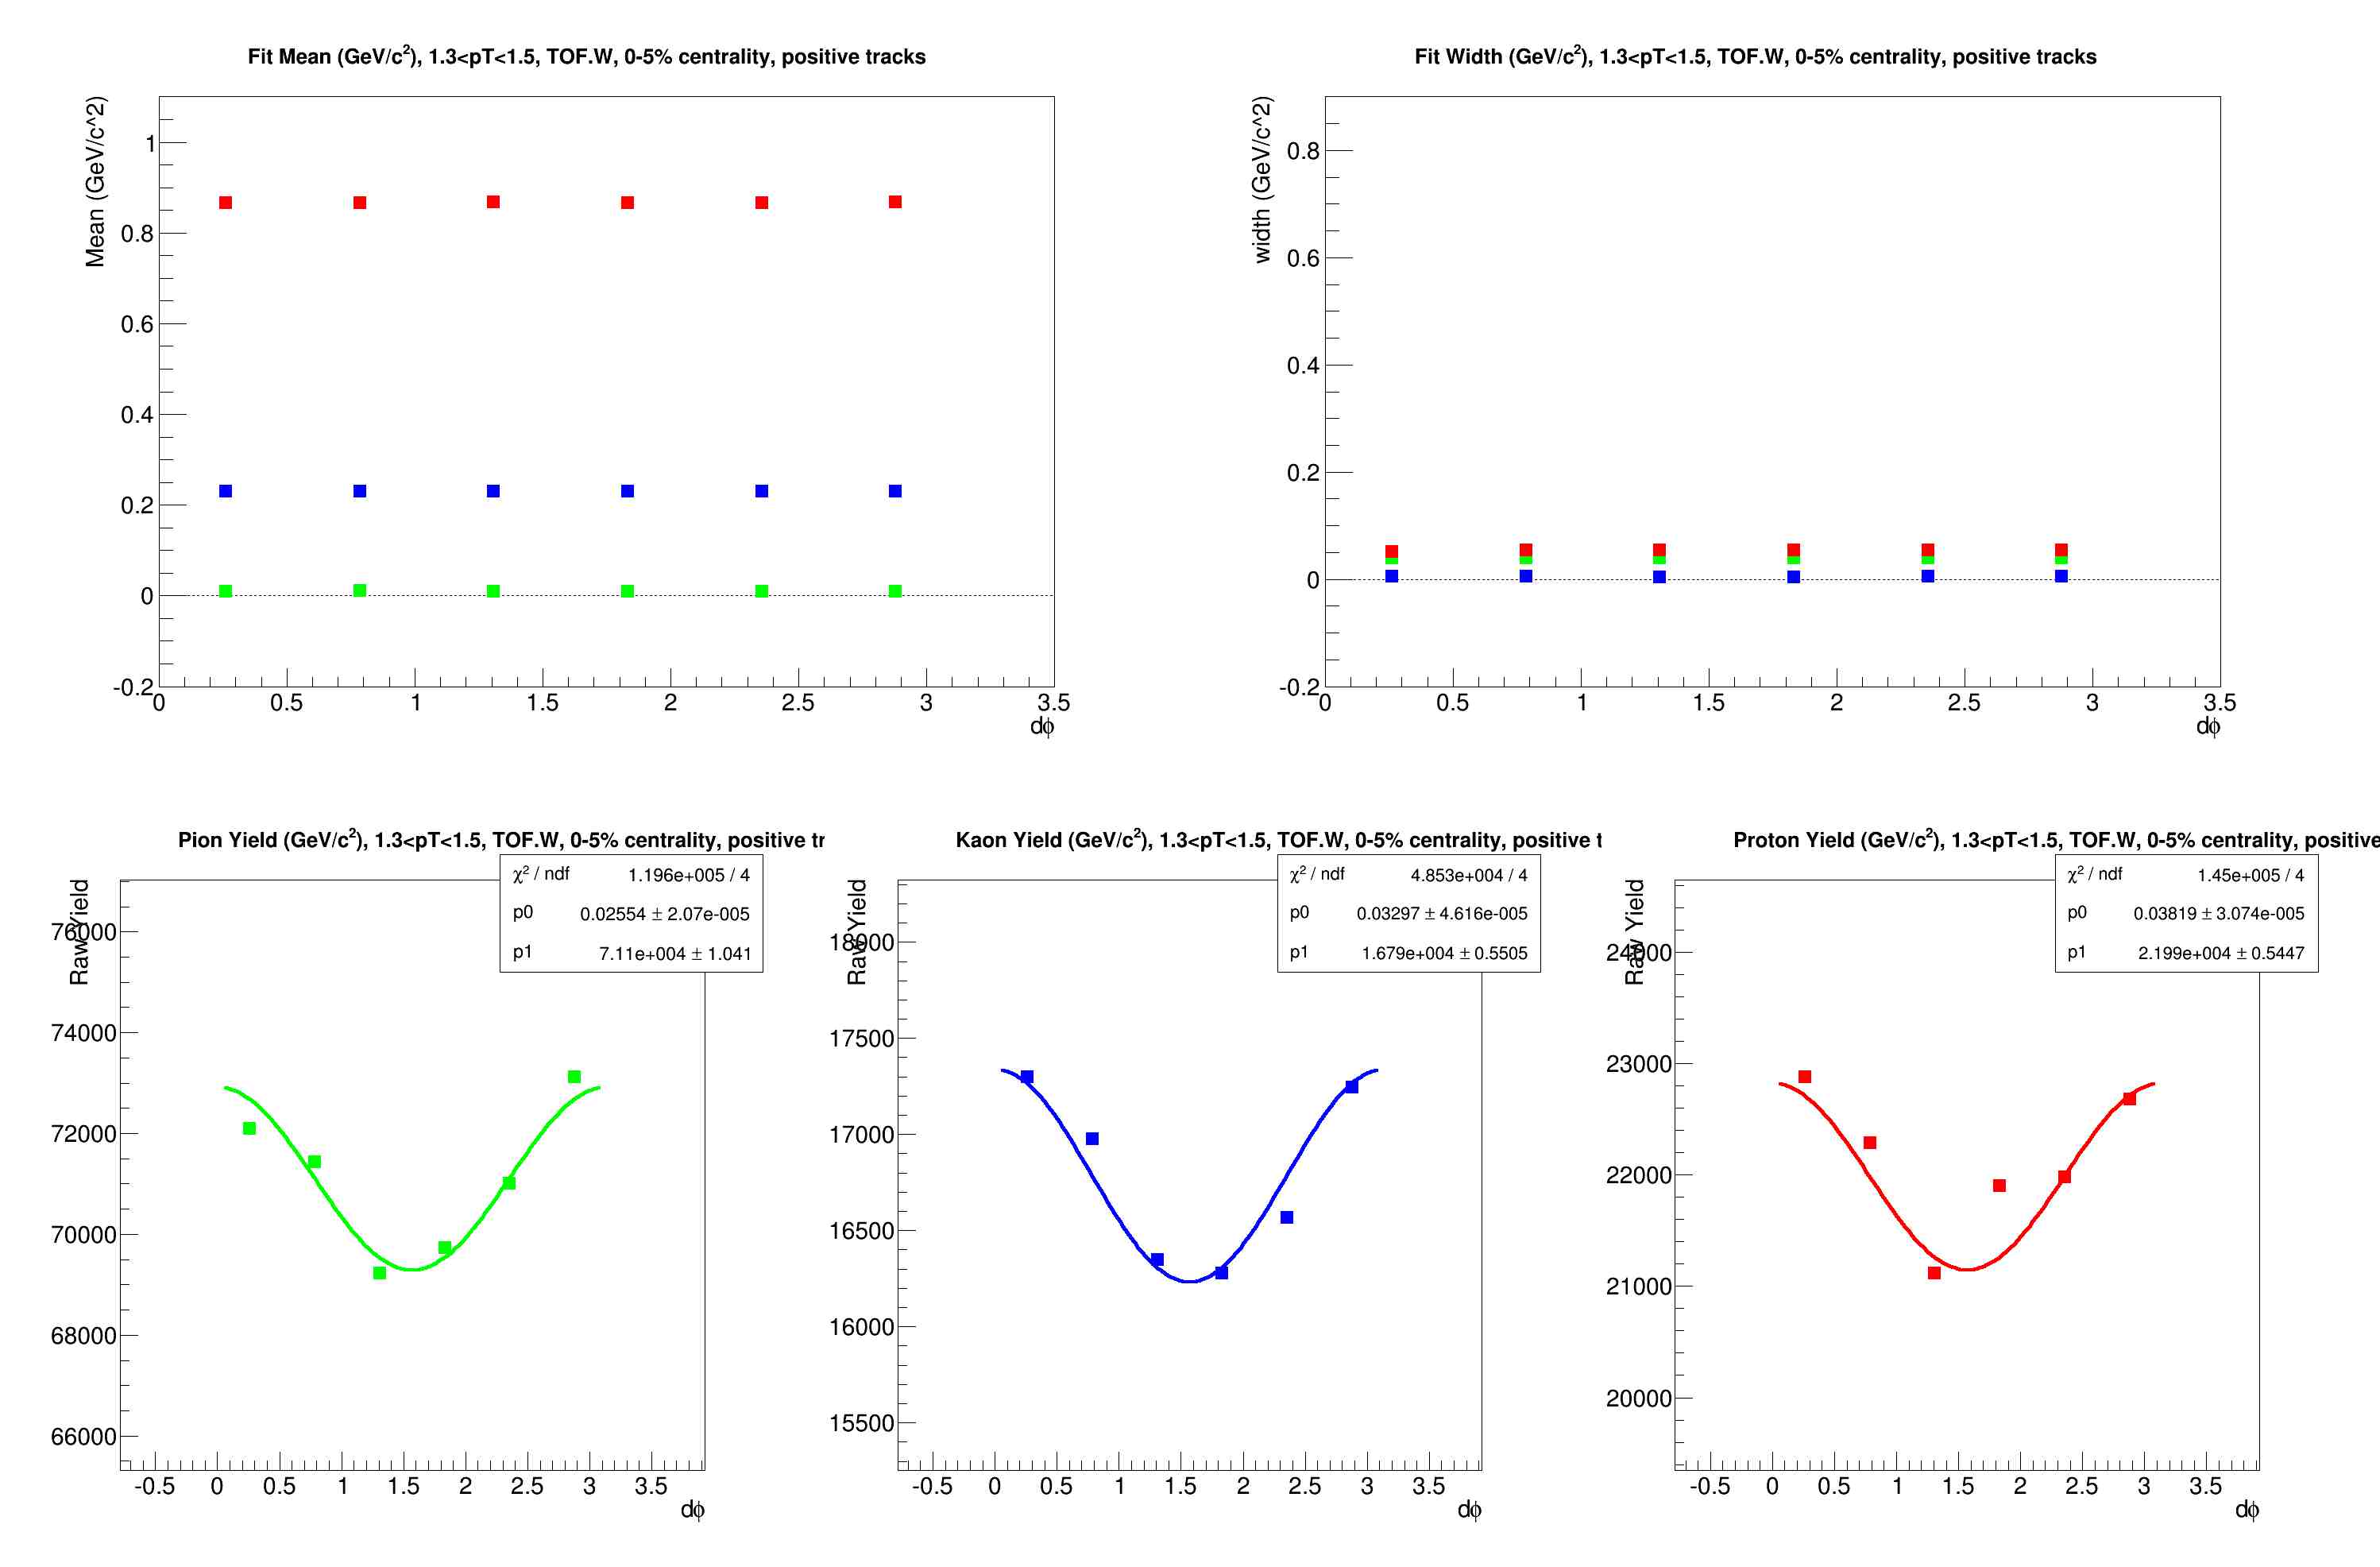 Fit Mean (GeV/c²), 1.3<pT<1.5, TOF.W, 0-5% centrality, positive tracks
Mean (GeV/c^2)
1
0.8
0.6
0.4
0.2
0
-0.2
0 0.5 1 1.5 2 2.5 3 3.5
dϕ
Fit Width (GeV/c²), 1.3<pT<1.5, TOF.W, 0-5% centrality, positive tracks
width (GeV/c^2)
0.8
0.6
0.4
0.2
0
-0.2
0 0.5 1 1.5 2 2.5 3 3.5
dϕ
Pion Yield (GeV/c²), 1.3<pT<1.5, TOF.W, 0-5% centrality, positive tr
χ² / ndf 1.196e+005 / 4
p0 0.02554 ± 2.07e-005
p1 7.11e+004 ± 1.041
Raw Yield
76000
74000
72000
70000
68000
66000
-0.5 0 0.5 1 1.5 2 2.5 3 3.5
dϕ
Kaon Yield (GeV/c²), 1.3<pT<1.5, TOF.W, 0-5% centrality, positive t
χ² / ndf 4.853e+004 / 4
p0 0.03297 ± 4.616e-005
p1 1.679e+004 ± 0.5505
Raw Yield
18000
17500
17000
16500
16000
15500
-0.5 0 0.5 1 1.5 2 2.5 3 3.5
dϕ
Proton Yield (GeV/c²), 1.3<pT<1.5, TOF.W, 0-5% centrality, positive
χ² / ndf 1.45e+005 / 4
p0 0.03819 ± 3.074e-005
p1 2.199e+004 ± 0.5447
Raw Yield
24000
23000
22000
21000
20000
-0.5 0 0.5 1 1.5 2 2.5 3 3.5
dϕ